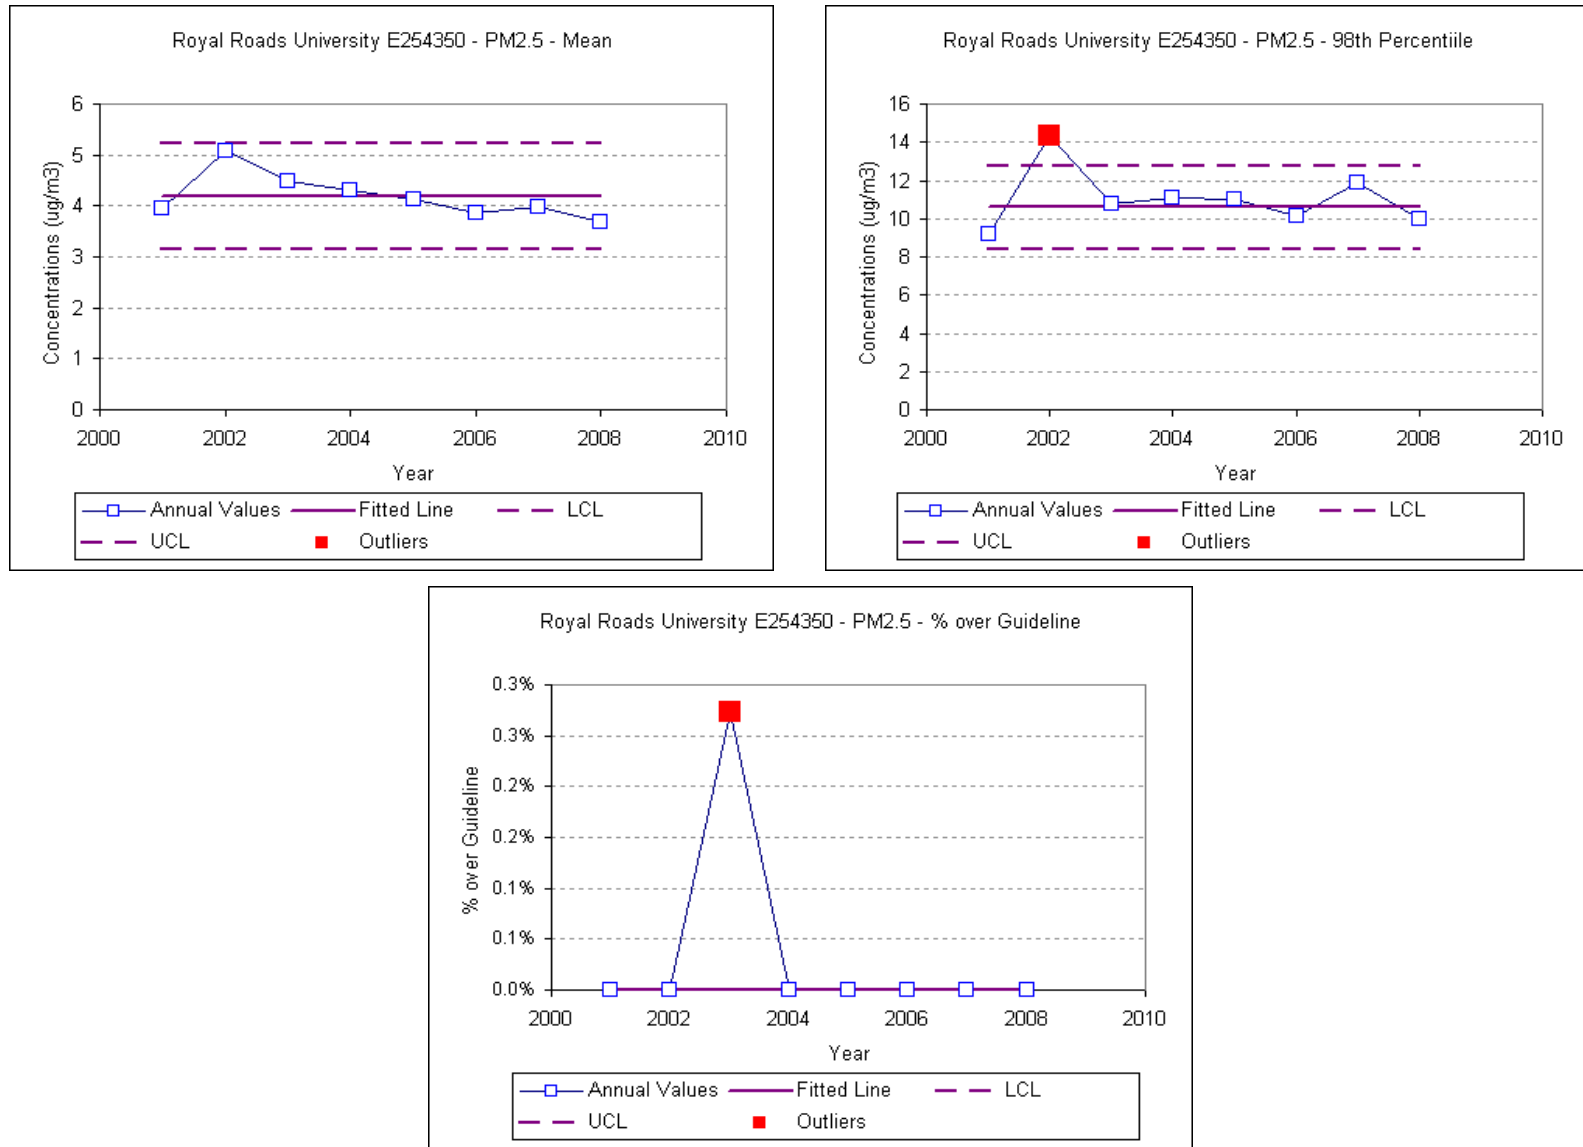 Royal Roads University E254350 - PM2.5 - Mean
Concentrations (ug/m3)
6
5
4
3
2
1
0
2000 2002 2004 2006 2008 2010
Year
Annual Values Fitted Line LCL
UCL Outliers
Royal Roads University E254350 - PM2.5 - 98th Percentiile
Concentrations (ug/m3)
16
14
12
10
8
6
4
2
0
2000 2002 2004 2006 2008 2010
Year
Annual Values Fitted Line LCL
UCL Outliers
Royal Roads University E254350 - PM2.5 - % over Guideline
% over Guideline
0.3%
0.3%
0.2%
0.2%
0.1%
0.1%
0.0%
2000 2002 2004 2006 2008 2010
Year
Annual Values Fitted Line LCL
UCL Outliers